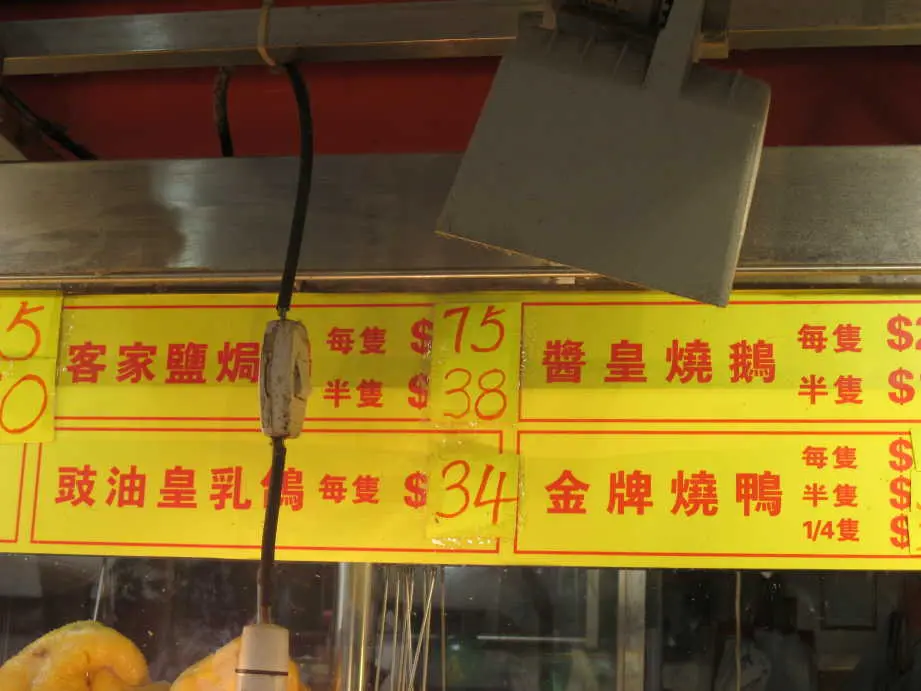 5
0
客家鹽焗
每隻 $75
半隻 $38
豉油皇乳鴿 每隻 $34
醬皇燒鵝
每隻 $2
半隻 $
金牌燒鴨
每隻 $
半隻 $
1/4隻 $